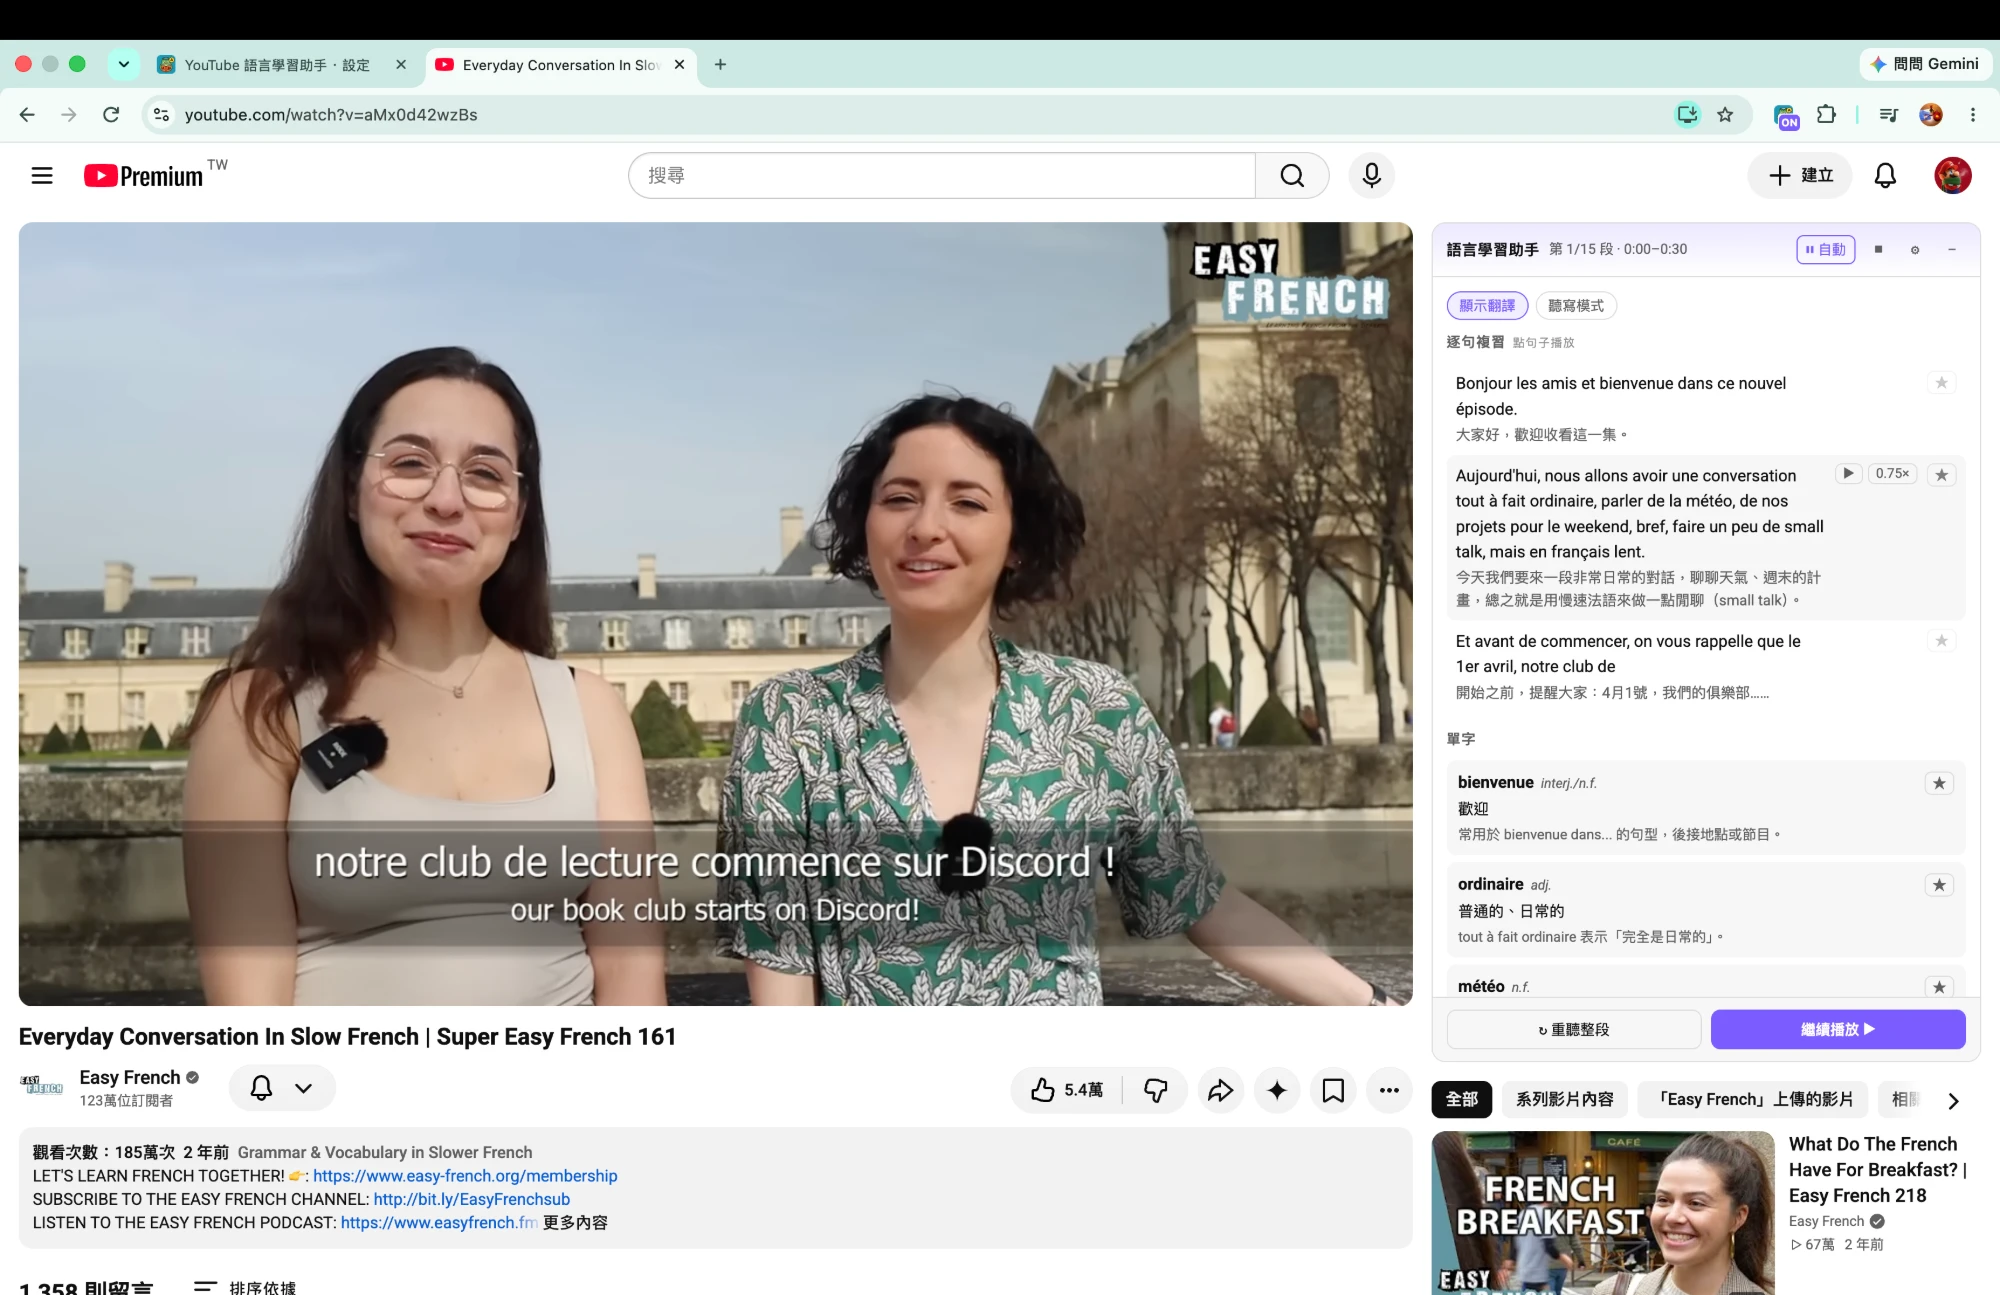 YouTube 語言學習助手 · 設定
Everyday Conversation In Slo
問問 Gemini
youtube.com/watch?v=aMx0d42wzBs
ON
Premium TW
搜尋
建立
EASY
FRENCH
notre club de lecture commence sur Discord !
our book club starts on Discord!
語言學習助手 第 1/15 段 · 0:00–0:30
自動
顯示翻譯
聽寫模式
逐句複習 點句子播放
Bonjour les amis et bienvenue dans ce nouvel
épisode.
大家好，歡迎收看這一集。
Aujourd'hui, nous allons avoir une conversation
0.75×
tout à fait ordinaire, parler de la météo, de nos
projets pour le weekend, bref, faire un peu de small
talk, mais en français lent.
今天我們要來一段非常日常的對話，聊聊天氣、週末的計
畫，總之就是用慢速法語來做一點閒聊（small talk）。
Et avant de commencer, on vous rappelle que le
1er avril, notre club de
開始之前，提醒大家：4月1號，我們的俱樂部......
單字
bienvenue interj./n.f.
歡迎
常用於 bienvenue dans... 的句型，後接地點或節目。
ordinaire adj.
普通的、日常的
tout à fait ordinaire 表示「完全是日常的」。
météo n.f.
↻ 重聽整段
繼續播放 ▶
Everyday Conversation In Slow French | Super Easy French 161
EASY
FRENCH
Easy French
123萬位訂閱者
5.4萬
觀看次數：185萬次 2 年前 Grammar & Vocabulary in Slower French
LET'S LEARN FRENCH TOGETHER! 👉: https://www.easy-french.org/membership
SUBSCRIBE TO THE EASY FRENCH CHANNEL: http://bit.ly/EasyFrenchsub
LISTEN TO THE EASY FRENCH PODCAST: https://www.easyfrench.fm 更多內容
1,358 則留言
排序依據
全部
系列影片內容
「Easy French」上傳的影片
相關
CAFÉ
FRENCH
BREAKFAST
EASY
What Do The French
Have For Breakfast? |
Easy French 218
Easy French
67萬 2 年前